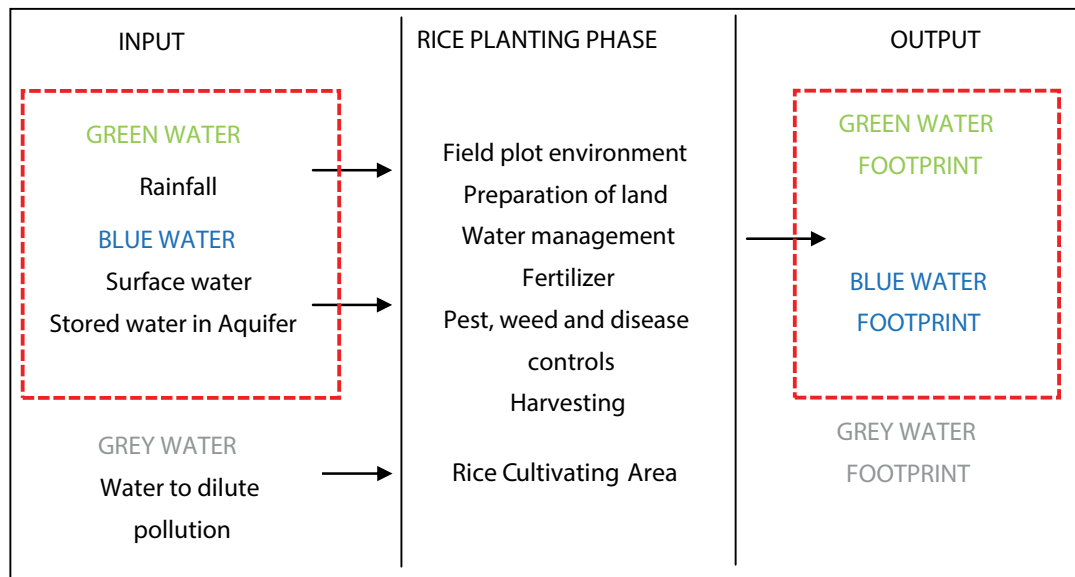 INPUT
GREEN WATER
Rainfall
BLUE WATER
Surface water
Stored water in Aquifer
GREY WATER
Water to dilute
pollution
RICE PLANTING PHASE
Field plot environment
Preparation of land
Water management
Fertilizer
Pest, weed and disease
controls
Harvesting
Rice Cultivating Area
OUTPUT
GREEN WATER
FOOTPRINT
BLUE WATER
FOOTPRINT
GREY WATER
FOOTPRINT